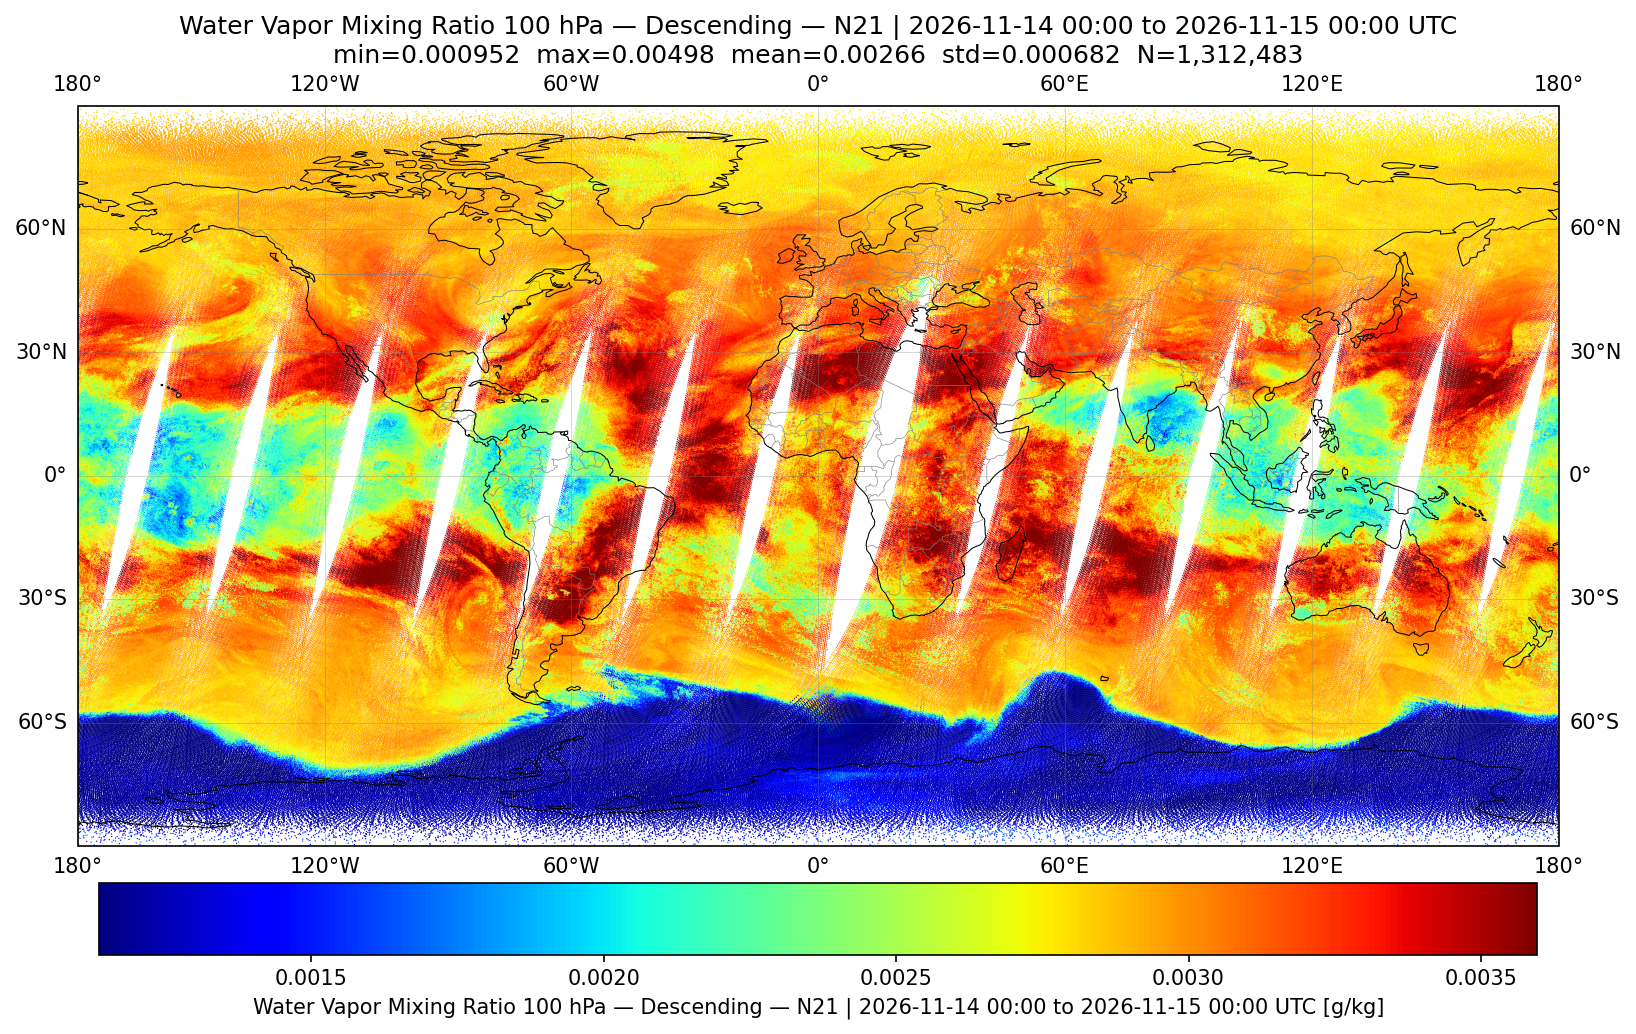 Water Vapor Mixing Ratio 100 hPa — Descending — N21 | 2026-11-14 00:00 to 2026-11-15 00:00 UTC
min=0.000952 max=0.00498 mean=0.00266 std=0.000682 N=1,312,483
180° 120°W 60°W 0° 60°E 120°E 180°
60°N 60°N
30°N 30°N
0° 0°
30°S 30°S
60°S 60°S
180° 120°W 60°W 0° 60°E 120°E 180°
0.0015 0.0020 0.0025 0.0030 0.0035
Water Vapor Mixing Ratio 100 hPa — Descending — N21 | 2026-11-14 00:00 to 2026-11-15 00:00 UTC [g/kg]